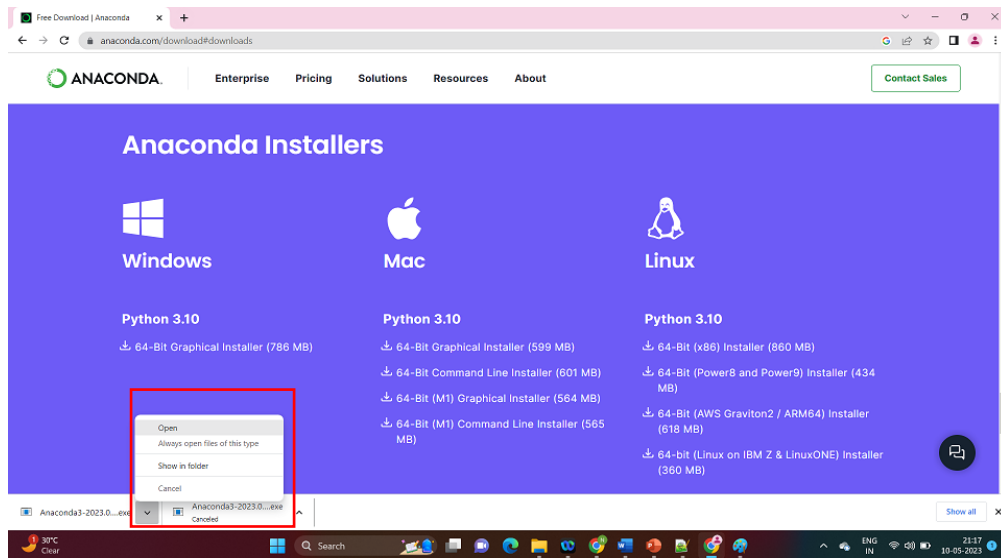 Free Download | Anaconda
anaconda.com/download#downloads
ANACONDA.
Enterprise
Pricing
Solutions
Resources
About
Contact Sales
Anaconda Installers
Windows
Python 3.10
64-Bit Graphical Installer (786 MB)
Mac
Python 3.10
64-Bit Graphical Installer (599 MB)
64-Bit Command Line Installer (601 MB)
64-Bit (M1) Graphical Installer (564 MB)
64-Bit (M1) Command Line Installer (565
MB)
Linux
Python 3.10
64-Bit (x86) Installer (860 MB)
64-Bit (Power8 and Power9) Installer (434
MB)
64-Bit (AWS Graviton2 / ARM64) Installer
(618 MB)
64-bit (Linux on IBM Z & LinuxONE) Installer
(360 MB)
Open
Always open files of this type
Show in folder
Cancel
Anaconda3-2023.0....exe
Anaconda3-2023.0....exe
Canceled
Show all
1
30°C
Clear
Search
ENG
IN
21:17
10-05-2023
1